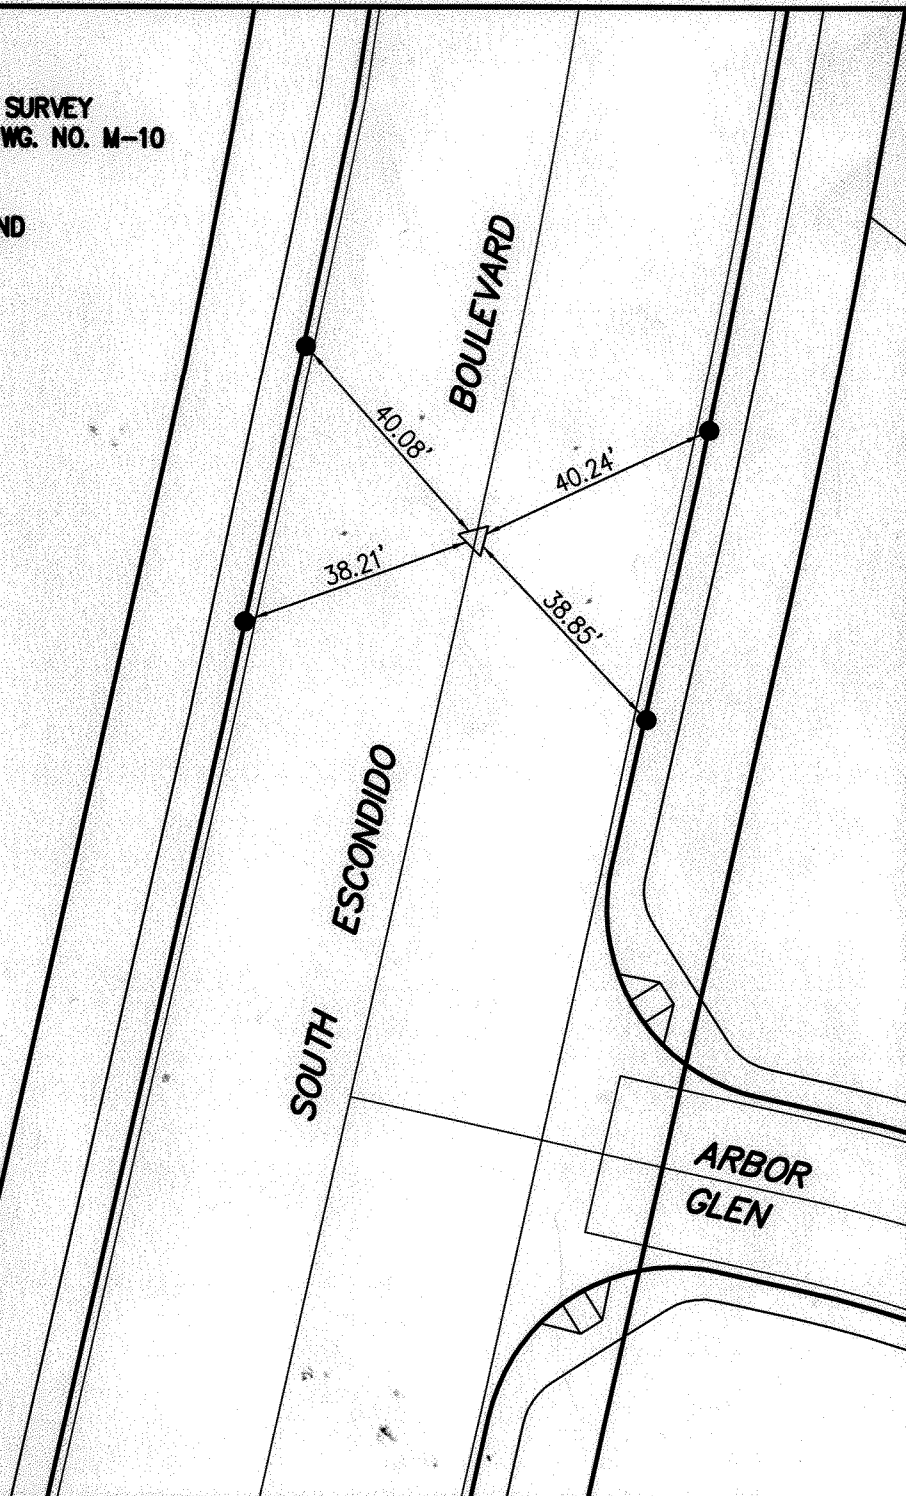 SURVEY
WG. NO. M-10
ND
BOULEVARD
40.08'
40.24'
38.21'
38.85'
ESCONDIDO
SOUTH
ARBOR
GLEN